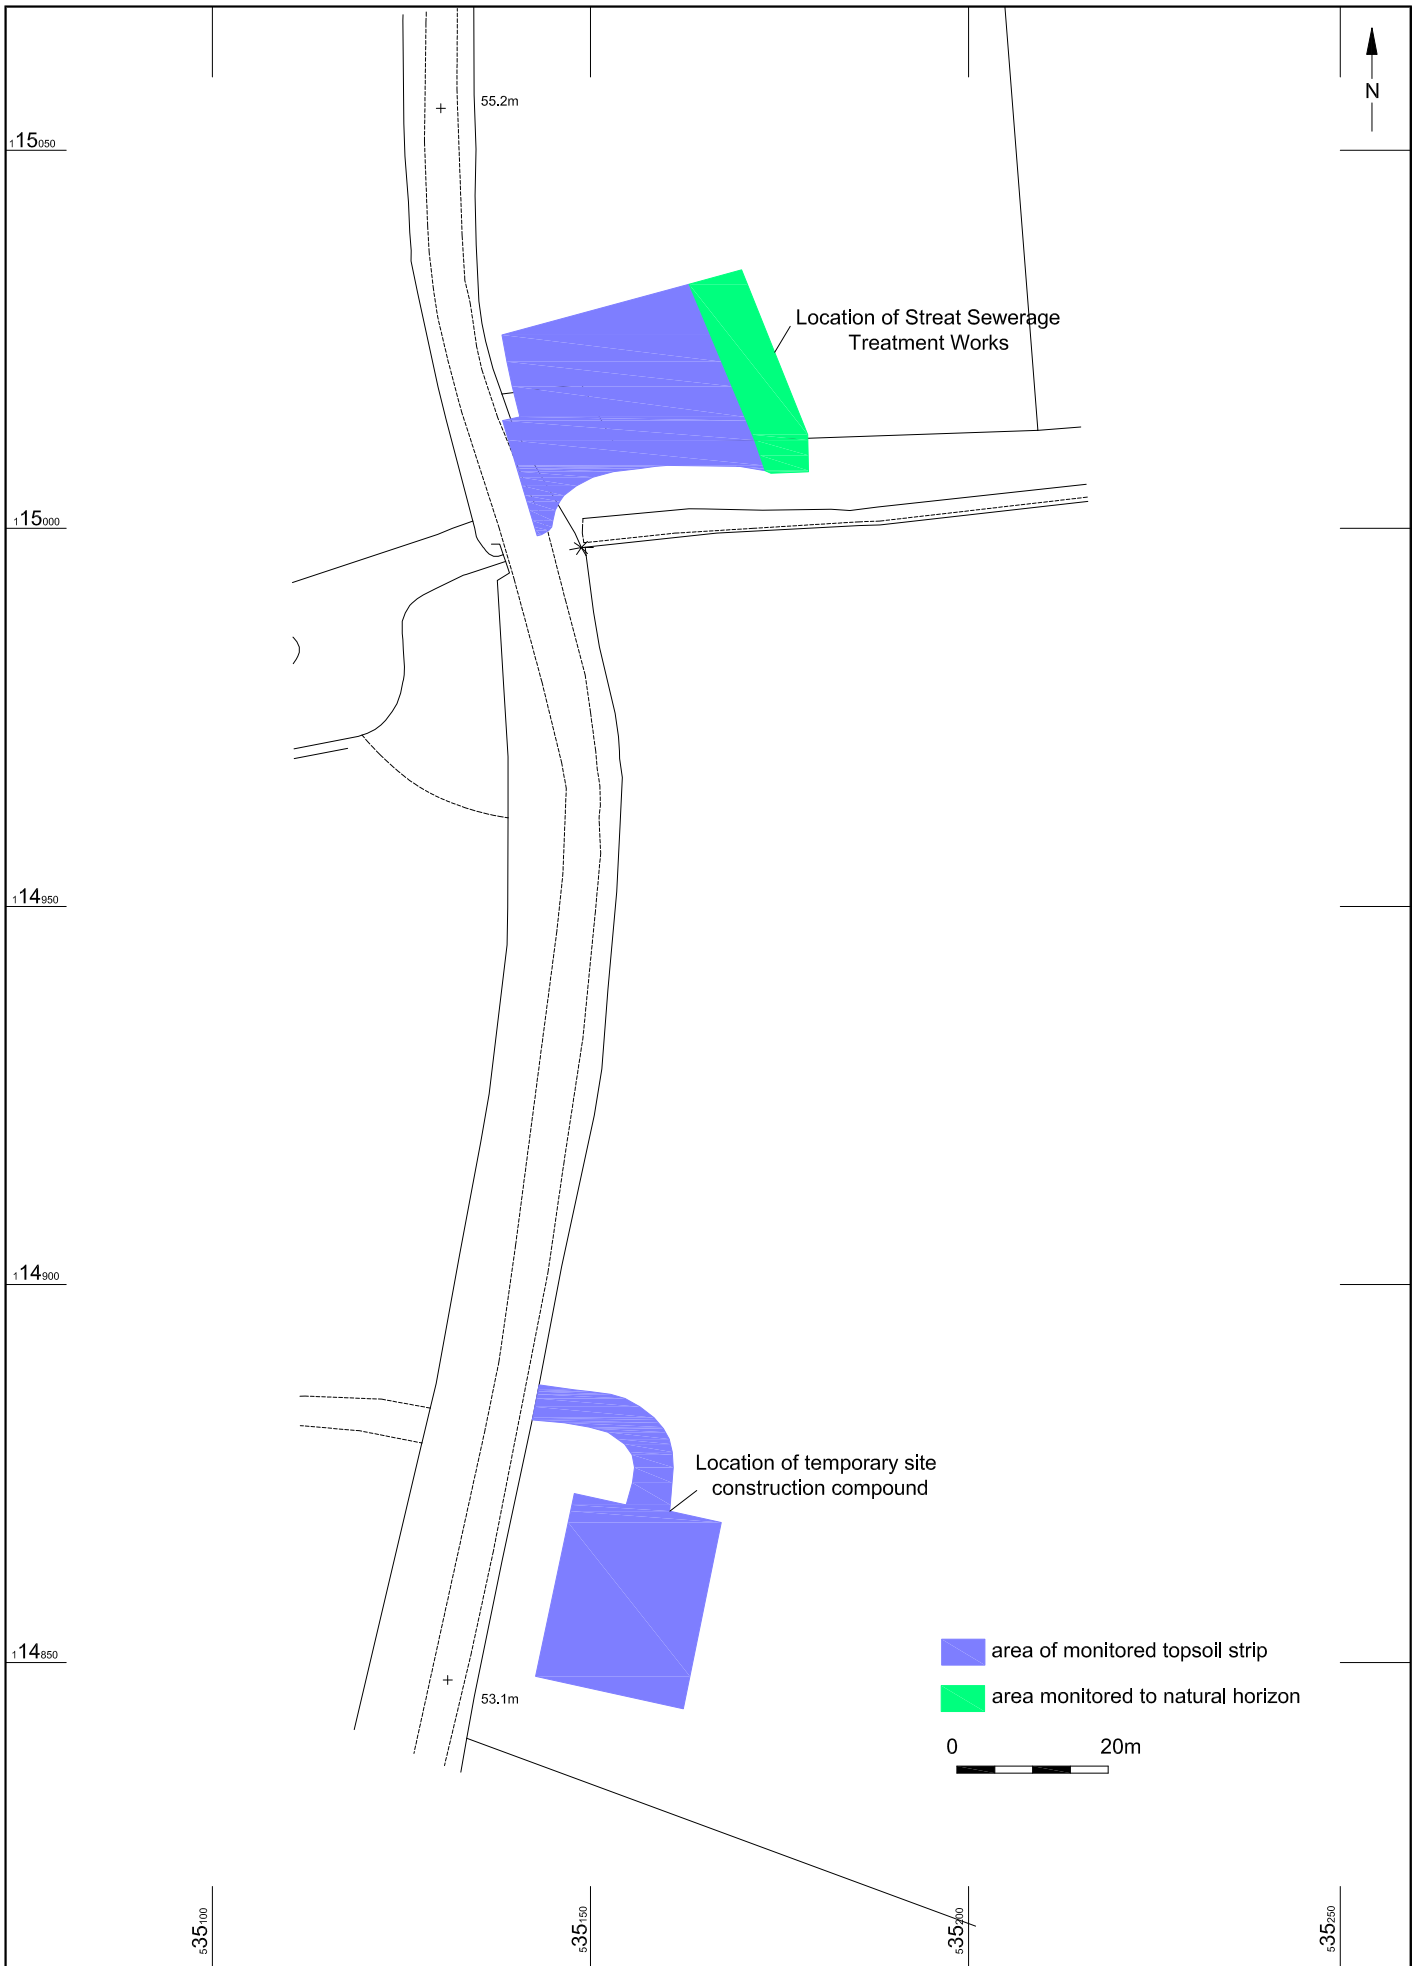 55.2m
N
115050
Location of Streat Sewerage
Treatment Works
115000
114950
114900
Location of temporary site
construction compound
area of monitored topsoil strip
114850
area monitored to natural horizon
53.1m
0 20m
535100
535150
535200
535250